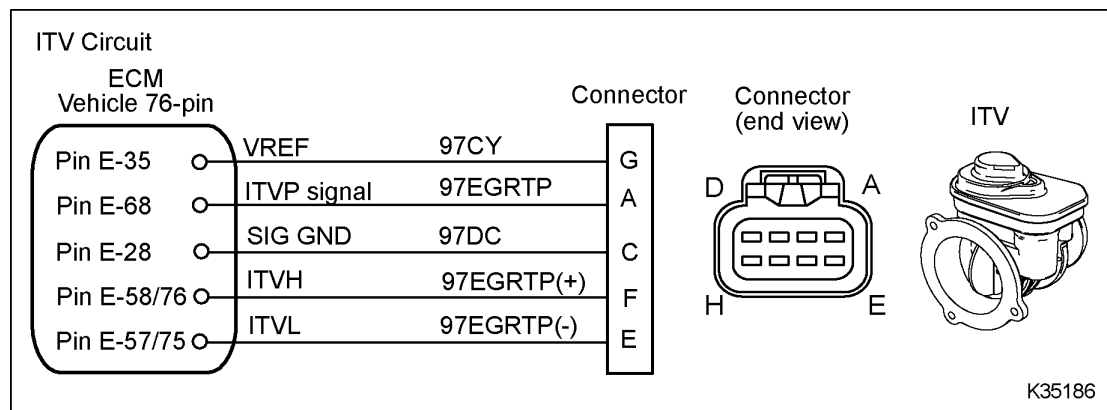 ITV Circuit
ECM
Vehicle 76-pin
Connector
Connector
(end view)
ITV
Pin E-35 VREF 97CY G
Pin E-68 ITVP signal 97EGRTP A
Pin E-28 SIG GND 97DC C
Pin E-58/76 ITVH 97EGRTP(+) F
Pin E-57/75 ITVL 97EGRTP(-) E
D A
H E
K35186